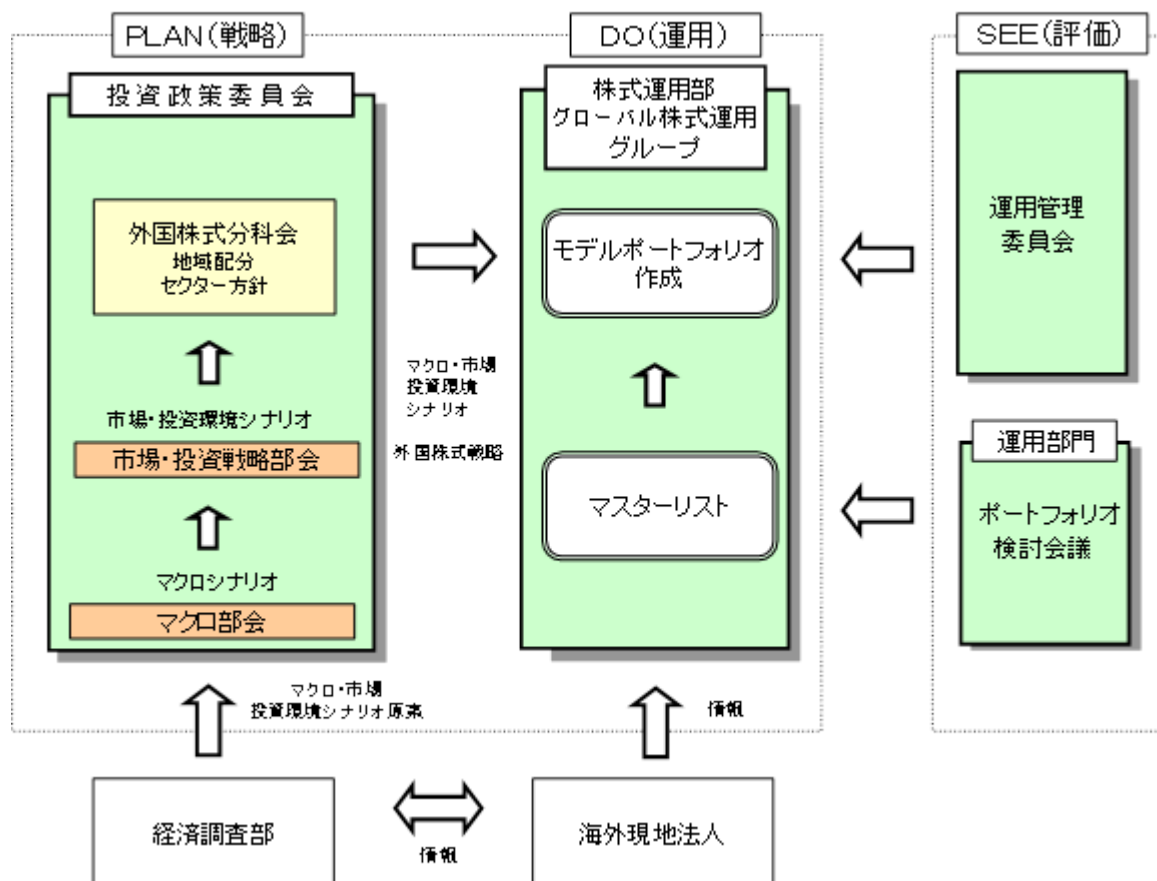 PLAN(戦略)
DO(運用)
SEE(評価)
投資政策委員会
外国株式分科会
地域配分
セクター方針
市場・投資環境シナリオ
市場・投資戦略部会
マクロシナリオ
マクロ部会
マクロ・市場
投資環境
シナリオ
外国株式戦略
株式運用部
グローバル株式運用
グループ
モデルポートフォリオ
作成
マスターリスト
運用管理
委員会
運用部門
ポートフォリオ
検討会議
マクロ・市場
投資環境シナリオ原案
情報
経済調査部
情報
海外現地法人